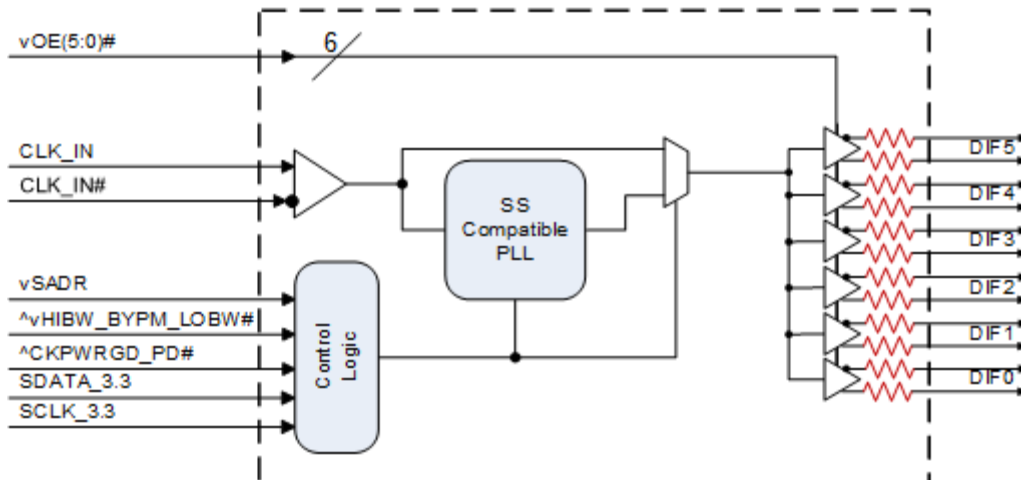 vOE(5:0)#
6
CLK_IN
CLK_IN#
SS
Compatible
PLL
DIF5
DIF4
DIF3
DIF2
DIF1
DIF0
vSADR
^vHIBW_BYPM_LOBW#
^CKPWRGD_PD#
SDATA_3.3
SCLK_3.3
Control
Logic